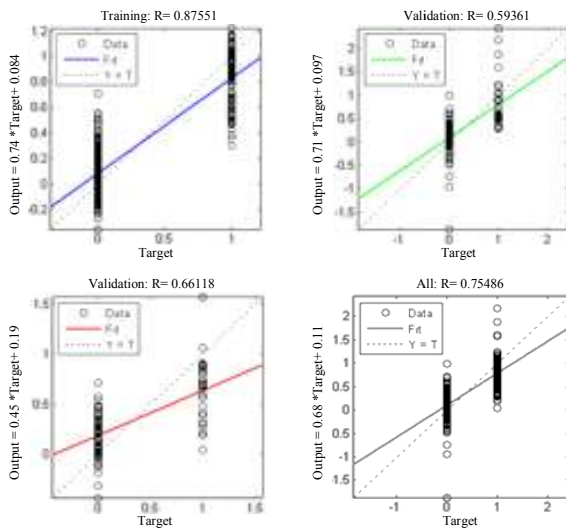 Training: R= 0.87551
Output = 0.74 *Target+ 0.084
1.2
1
0.8
0.6
0.4
0.2
0
-0.2
Data
Fit
Y = T
0
0.5
1
Target
Validation: R= 0.59361
Output = 0.71 *Target+ 0.097
2
1.5
1
0.5
0
-0.5
-1
-1.5
Data
Fit
Y = T
-1
0
1
2
Target
Validation: R= 0.66118
Output = 0.45 *Target+ 0.19
1.5
1
0.5
0
Data
Fit
Y = T
0
0.5
1
1.5
Target
All: R= 0.75486
Output = 0.68 *Target+ 0.11
2
1.5
1
0.5
0
-0.5
-1
-1.5
Data
Fit
Y = T
-1
0
1
2
Target